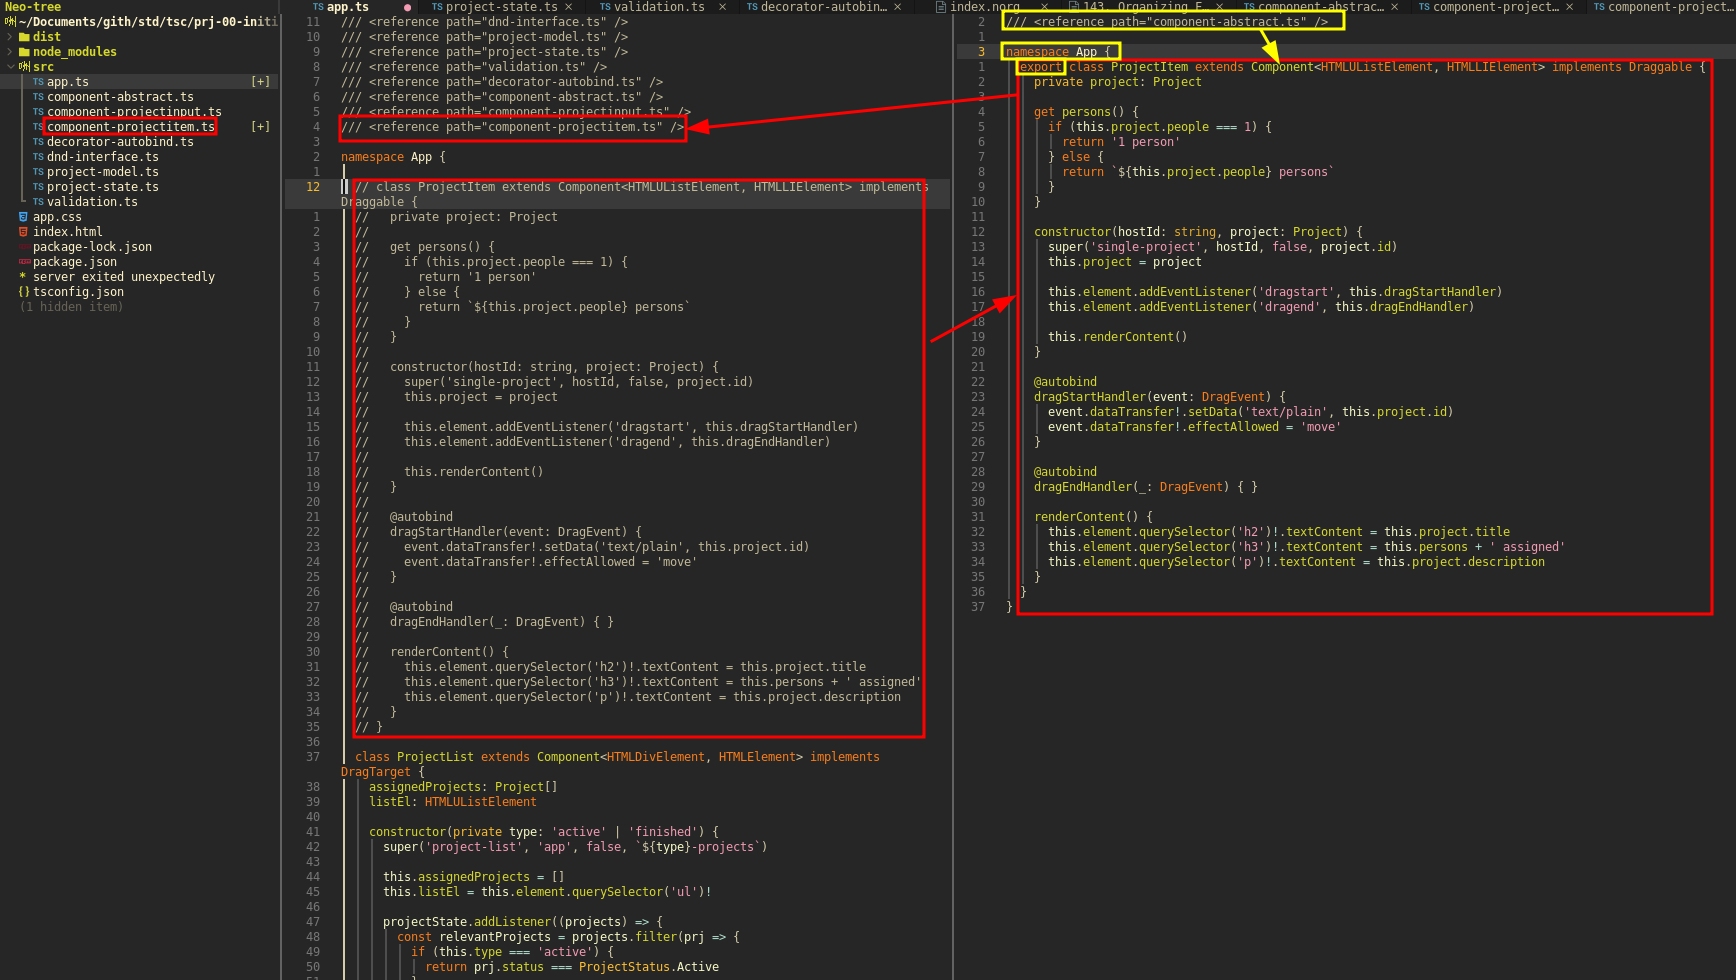 Neo-tree
~/Documents/gith/std/tsc/prj-00-initi
dist
node_modules
src
TS app.ts [+]
TS component-abstract.ts
TS component-projectinput.ts
TS component-projectitem.ts [+]
TS decorator-autobind.ts
TS dnd-interface.ts
TS project-model.ts
TS project-state.ts
TS validation.ts
app.css
index.html
package-lock.json
package.json
* server exited unexpectedly
{} tsconfig.json
(1 hidden item)
TS app.ts ● TS project-state.ts × TS validation.ts × TS decorator-autobin… × index.norg × 143. Organizing F… × TS component-abstrac… × TS component-project… × TS component-project…
11 /// <reference path="dnd-interface.ts" />
10 /// <reference path="project-model.ts" />
9 /// <reference path="project-state.ts" />
8 /// <reference path="validation.ts" />
7 /// <reference path="decorator-autobind.ts" />
6 /// <reference path="component-abstract.ts" />
5 /// <reference path="component-projectinput.ts" />
4 /// <reference path="component-projectitem.ts" />
3
2 namespace App {
1
12 // class ProjectItem extends Component<HTMLUListElement, HTMLLIElement> implements
Draggable {
1 //   private project: Project
2 //
3 //   get persons() {
4 //     if (this.project.people === 1) {
5 //       return '1 person'
6 //     } else {
7 //       return `${this.project.people} persons`
8 //     }
9 //   }
10 //
11 //   constructor(hostId: string, project: Project) {
12 //     super('single-project', hostId, false, project.id)
13 //     this.project = project
14 //
15 //     this.element.addEventListener('dragstart', this.dragStartHandler)
16 //     this.element.addEventListener('dragend', this.dragEndHandler)
17 //
18 //     this.renderContent()
19 //   }
20 //
21 //   @autobind
22 //   dragStartHandler(event: DragEvent) {
23 //     event.dataTransfer!.setData('text/plain', this.project.id)
24 //     event.dataTransfer!.effectAllowed = 'move'
25 //   }
26 //
27 //   @autobind
28 //   dragEndHandler(_: DragEvent) { }
29 //
30 //   renderContent() {
31 //     this.element.querySelector('h2')!.textContent = this.project.title
32 //     this.element.querySelector('h3')!.textContent = this.persons + ' assigned'
33 //     this.element.querySelector('p')!.textContent = this.project.description
34 //   }
35 // }
36
37 class ProjectList extends Component<HTMLDivElement, HTMLElement> implements
DragTarget {
38 assignedProjects: Project[]
39 listEl: HTMLUListElement
40
41 constructor(private type: 'active' | 'finished') {
42 super('project-list', 'app', false, `${type}-projects`)
43
44 this.assignedProjects = []
45 this.listEl = this.element.querySelector('ul')!
46
47 projectState.addListener((projects) => {
48 const relevantProjects = projects.filter(prj => {
49 if (this.type === 'active') {
50 return prj.status === ProjectStatus.Active
2 /// <reference path="component-abstract.ts" />
1
3 namespace App {
1 export class ProjectItem extends Component<HTMLUListElement, HTMLLIElement> implements Draggable {
2 private project: Project
3
4 get persons() {
5 if (this.project.people === 1) {
6 return '1 person'
7 } else {
8 return `${this.project.people} persons`
9 }
10 }
11
12 constructor(hostId: string, project: Project) {
13 super('single-project', hostId, false, project.id)
14 this.project = project
15
16 this.element.addEventListener('dragstart', this.dragStartHandler)
17 this.element.addEventListener('dragend', this.dragEndHandler)
18
19 this.renderContent()
20 }
21
22 @autobind
23 dragStartHandler(event: DragEvent) {
24 event.dataTransfer!.setData('text/plain', this.project.id)
25 event.dataTransfer!.effectAllowed = 'move'
26 }
27
28 @autobind
29 dragEndHandler(_: DragEvent) { }
30
31 renderContent() {
32 this.element.querySelector('h2')!.textContent = this.project.title
33 this.element.querySelector('h3')!.textContent = this.persons + ' assigned'
34 this.element.querySelector('p')!.textContent = this.project.description
35 }
36 }
37 }